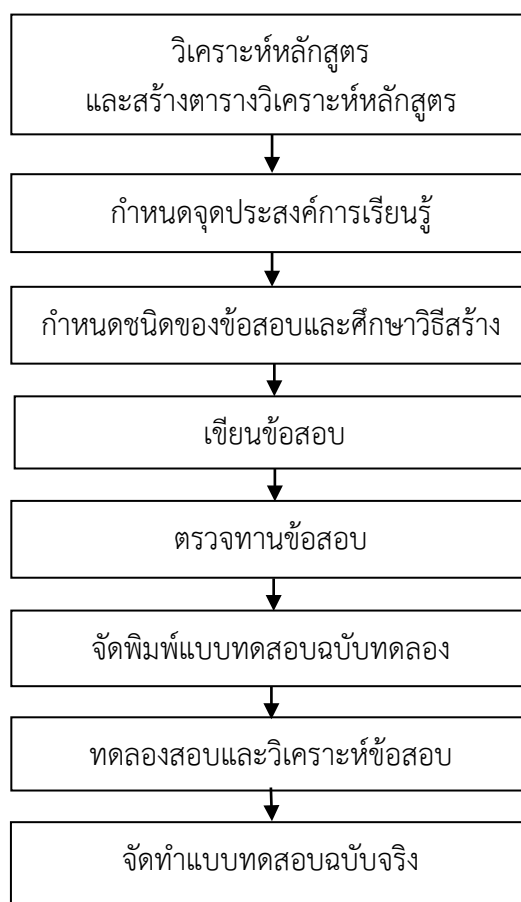 วิเคราะห์หลักสูตร
และสร้างตารางวิเคราะห์หลักสูตร
กำหนดจุดประสงค์การเรียนรู้
กำหนดชนิดของข้อสอบและศึกษาวิธีสร้าง
เขียนข้อสอบ
ตรวจทานข้อสอบ
จัดพิมพ์แบบทดสอบฉบับทดลอง
ทดลองสอบและวิเคราะห์ข้อสอบ
จัดทำแบบทดสอบฉบับจริง